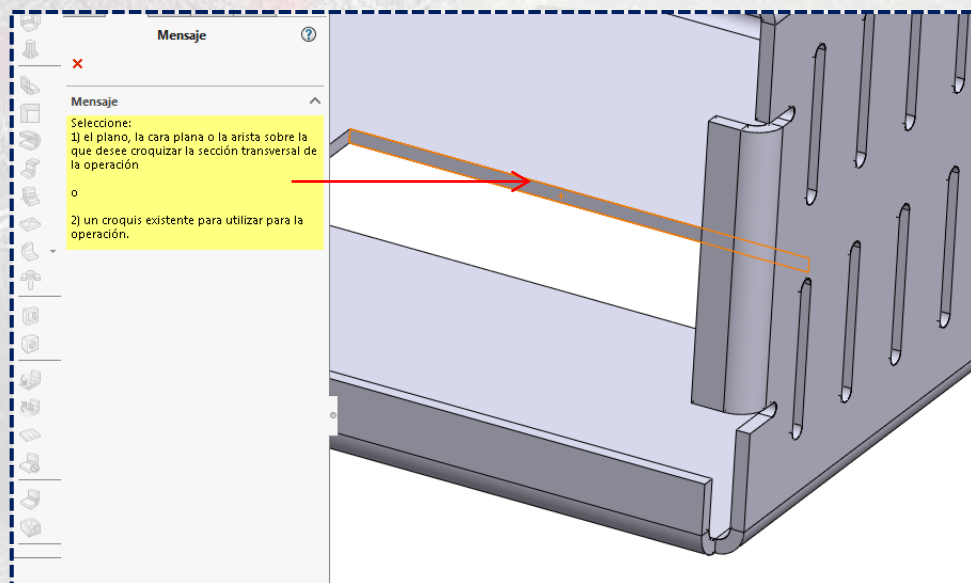 Mensaje
Mensaje
Seleccione:
1) el plano, la cara plana o la arista sobre la
que desee croquizar la sección transversal de
la operación
o
2) un croquis existente para utilizar para la
operación.